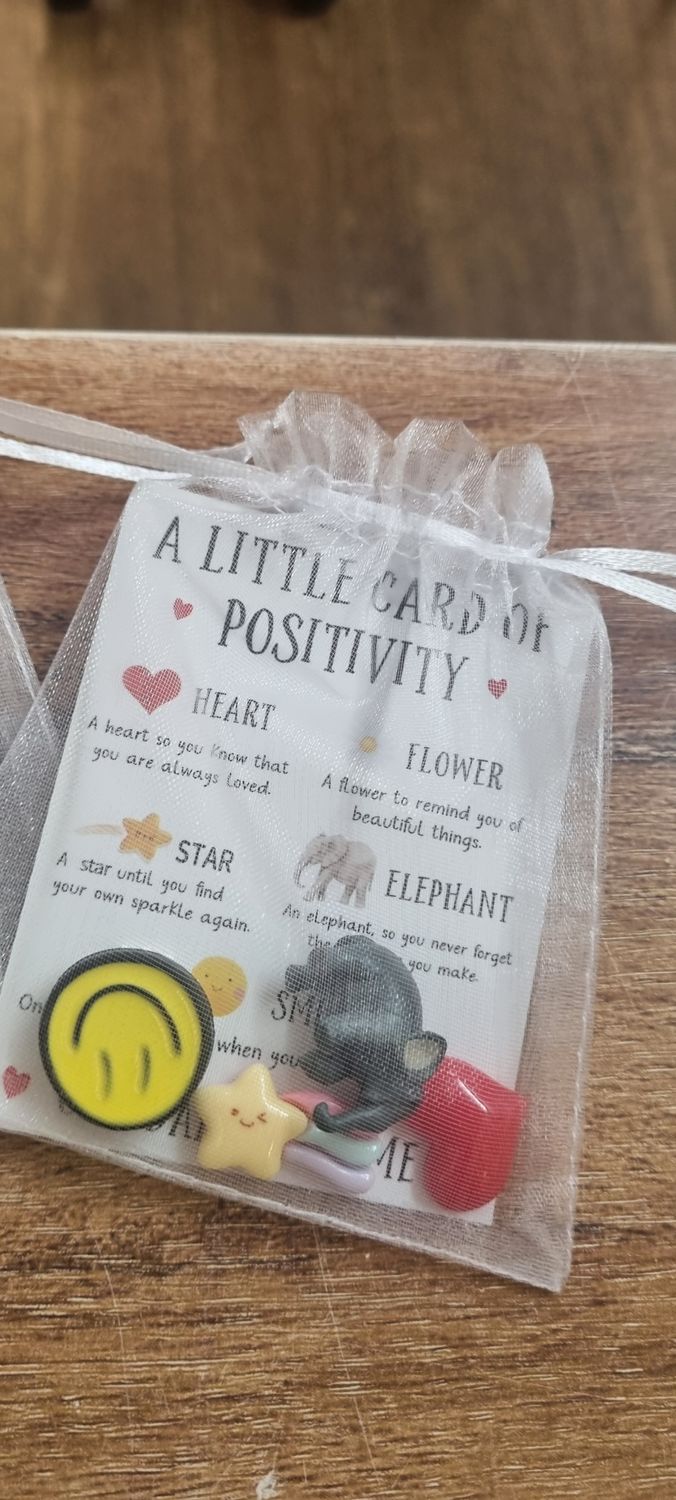 A LITTLE CARD OF
POSITIVITY
HEART
A heart so you know that
you are always loved.
FLOWER
A flower to remind you of
beautiful things.
STAR
A star until you find
your own sparkle again.
ELEPHANT
An elephant, so you never forget
you make.
when you